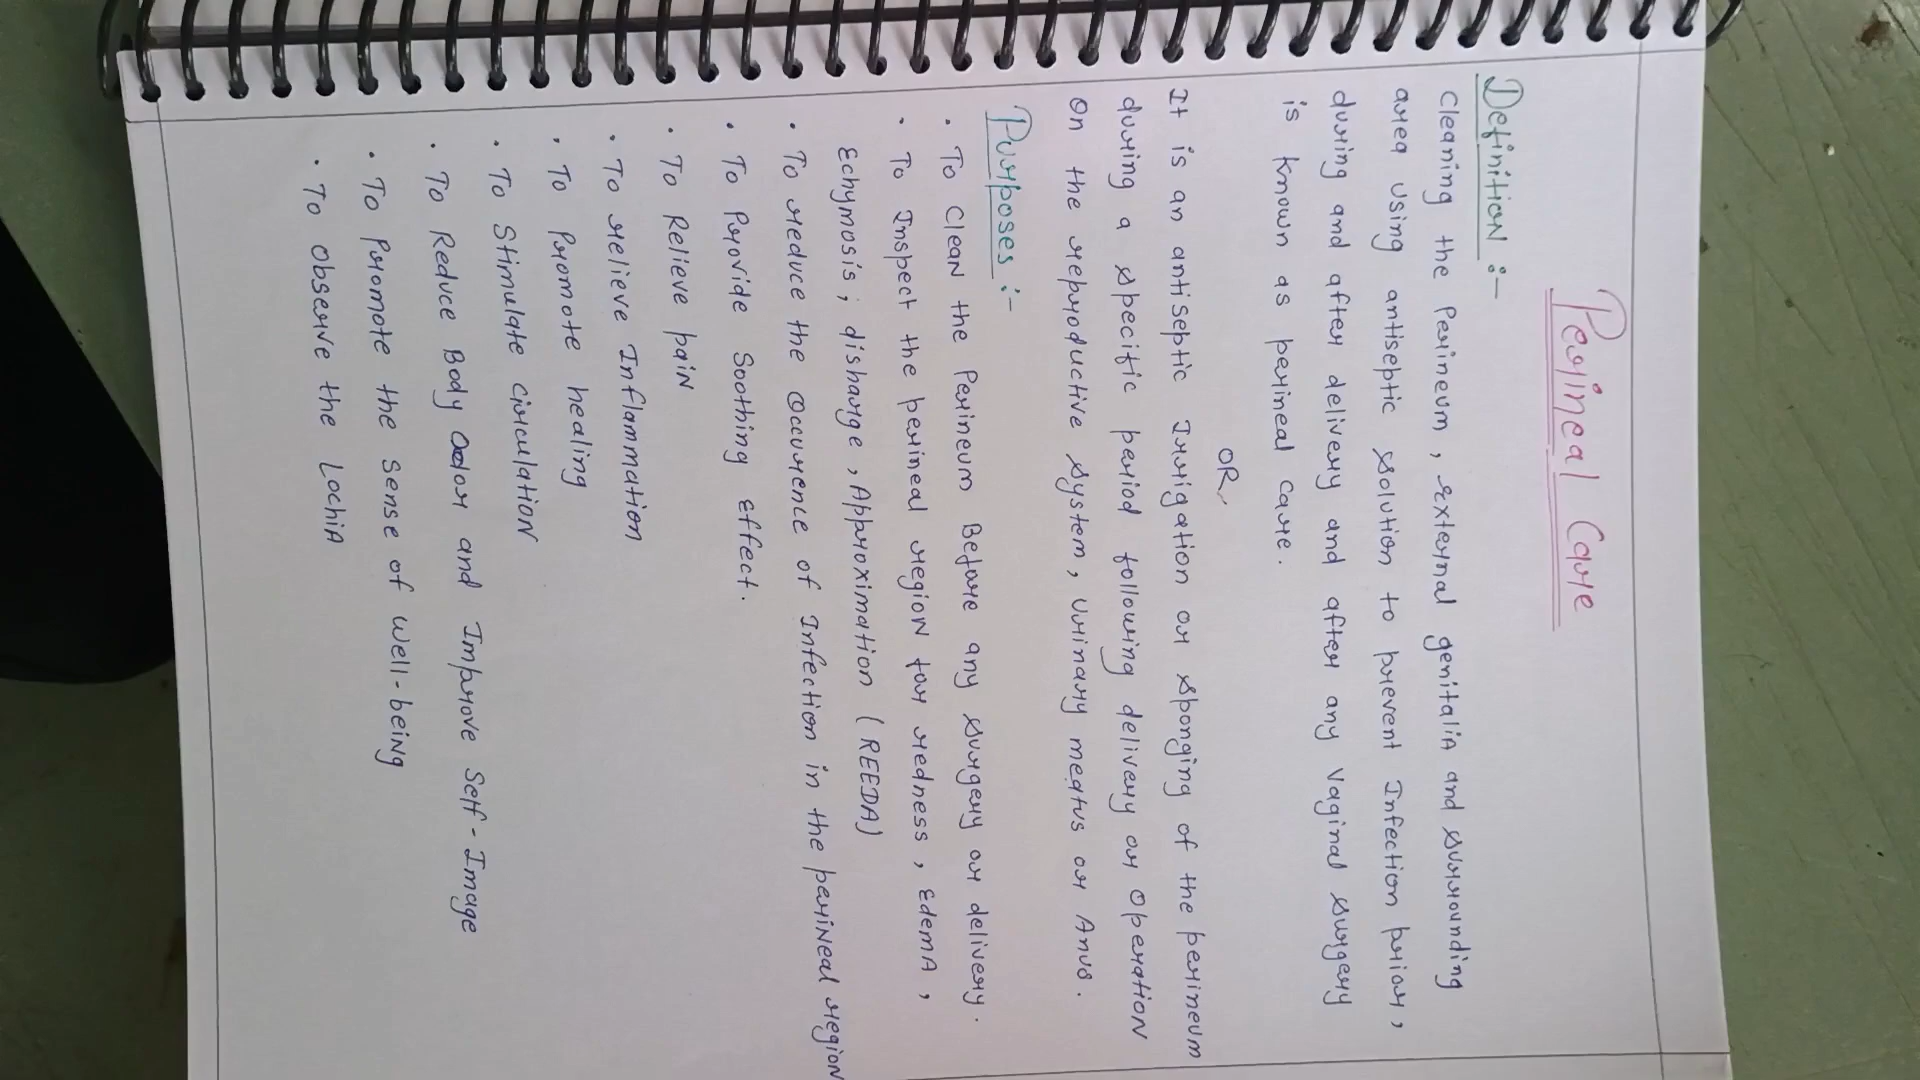 Perineal Care
Definition :-
Cleaning the Perineum, external genitalia and surrounding
area using antiseptic solution to prevent Infection prior,
during and after delivery and after any vaginal surgery
is known as perineal care.
OR
It is an antiseptic Irrigation or sponging of the perineum
during a specific period following delivery or operation
on the reproductive system, urinary meatus or Anus.
Purposes :-
• To clean the Perineum Before any surgery or delivery.
• To Inspect the perineal region for redness, Edema,
Echymosis; disharge, Approximation (REEDA)
• To reduce the Occurence of Infection in the perineal region
• To Provide Soothing effect.
• To Relieve pain
• To relieve Inflammation
• To promote healing
• To Stimulate circulation
• To Reduce Body Odor and Improve Self-Image
• To Promote the sense of well-being
• To observe the Lochia